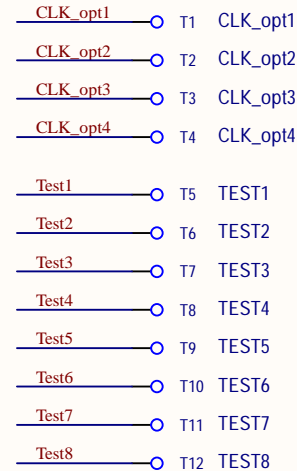 CLK_opt1 T1 CLK_opt1
CLK_opt2 T2 CLK_opt2
CLK_opt3 T3 CLK_opt3
CLK_opt4 T4 CLK_opt4
Test1 T5 TEST1
Test2 T6 TEST2
Test3 T7 TEST3
Test4 T8 TEST4
Test5 T9 TEST5
Test6 T10 TEST6
Test7 T11 TEST7
Test8 T12 TEST8